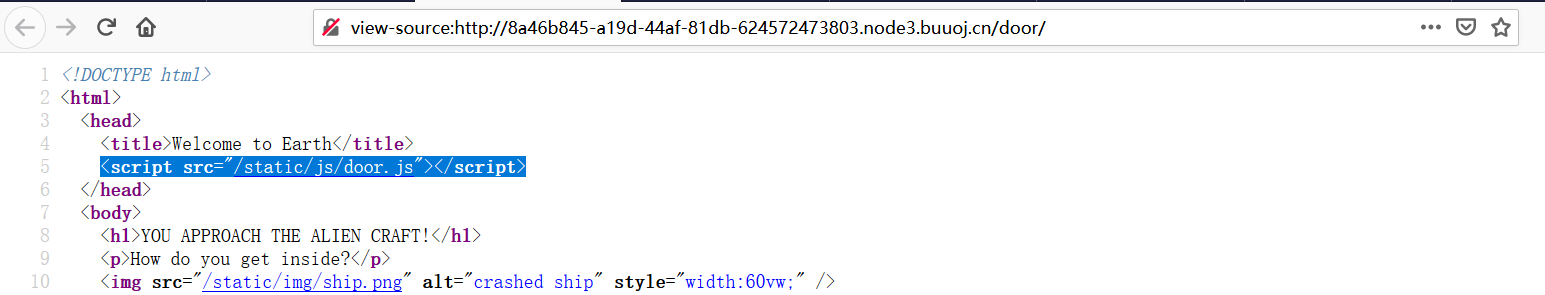 view-source:http://8a46b845-a19d-44af-81db-624572473803.node3.buuoj.cn/door/
1 <!DOCTYPE html>
2 <html>
3 <head>
4 <title>Welcome to Earth</title>
5 <script src="/static/js/door.js"></script>
6 </head>
7 <body>
8 <h1>YOU APPROACH THE ALIEN CRAFT!</h1>
9 <p>How do you get inside?</p>
10 <img src="/static/img/ship.png" alt="crashed ship" style="width:60vw;" />